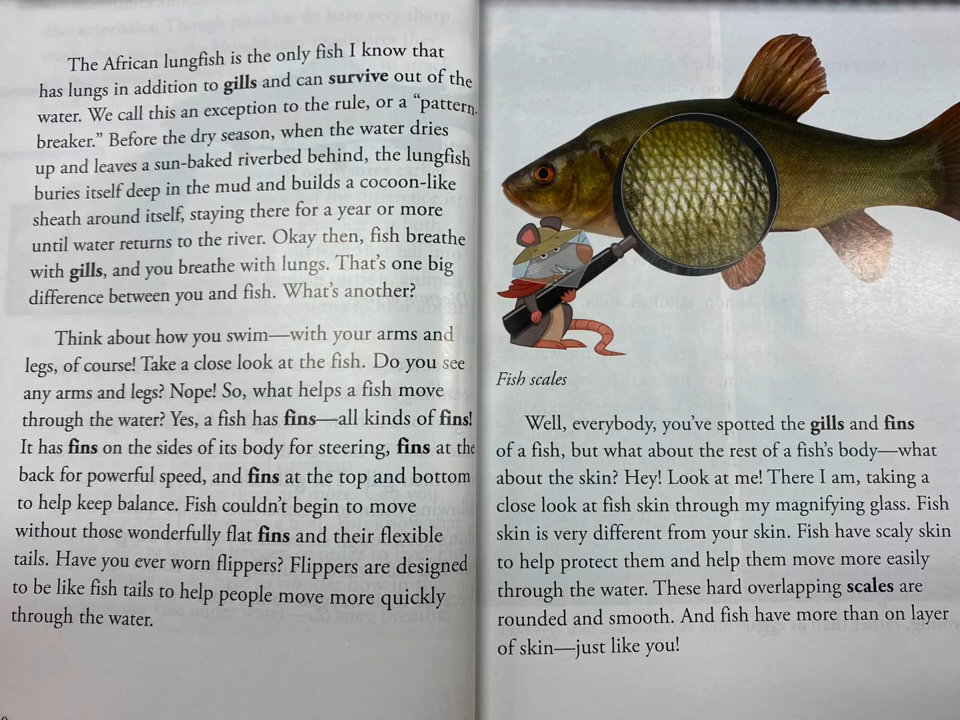 The African lungfish is the only fish I know that
has lungs in addition to gills and can survive out of the
water. We call this an exception to the rule, or a “pattern
breaker.” Before the dry season, when the water dries
up and leaves a sun-baked riverbed behind, the lungfish
buries itself deep in the mud and builds a cocoon-like
sheath around itself, staying there for a year or more
until water returns to the river. Okay then, fish breathe
with gills, and you breathe with lungs. That’s one big
difference between you and fish. What’s another?
Think about how you swim—with your arms and
legs, of course! Take a close look at the fish. Do you see
any arms and legs? Nope! So, what helps a fish move
through the water? Yes, a fish has fins—all kinds of fins!
It has fins on the sides of its body for steering, fins at the
back for powerful speed, and fins at the top and bottom
to help keep balance. Fish couldn’t begin to move
without those wonderfully flat fins and their flexible
tails. Have you ever worn flippers? Flippers are designed
to be like fish tails to help people move more quickly
through the water.
Fish scales
Well, everybody, you’ve spotted the gills and fins
of a fish, but what about the rest of a fish’s body—what
about the skin? Hey! Look at me! There I am, taking a
close look at fish skin through my magnifying glass. Fish
skin is very different from your skin. Fish have scaly skin
to help protect them and help them move more easily
through the water. These hard overlapping scales are
rounded and smooth. And fish have more than on layer
of skin—just like you!